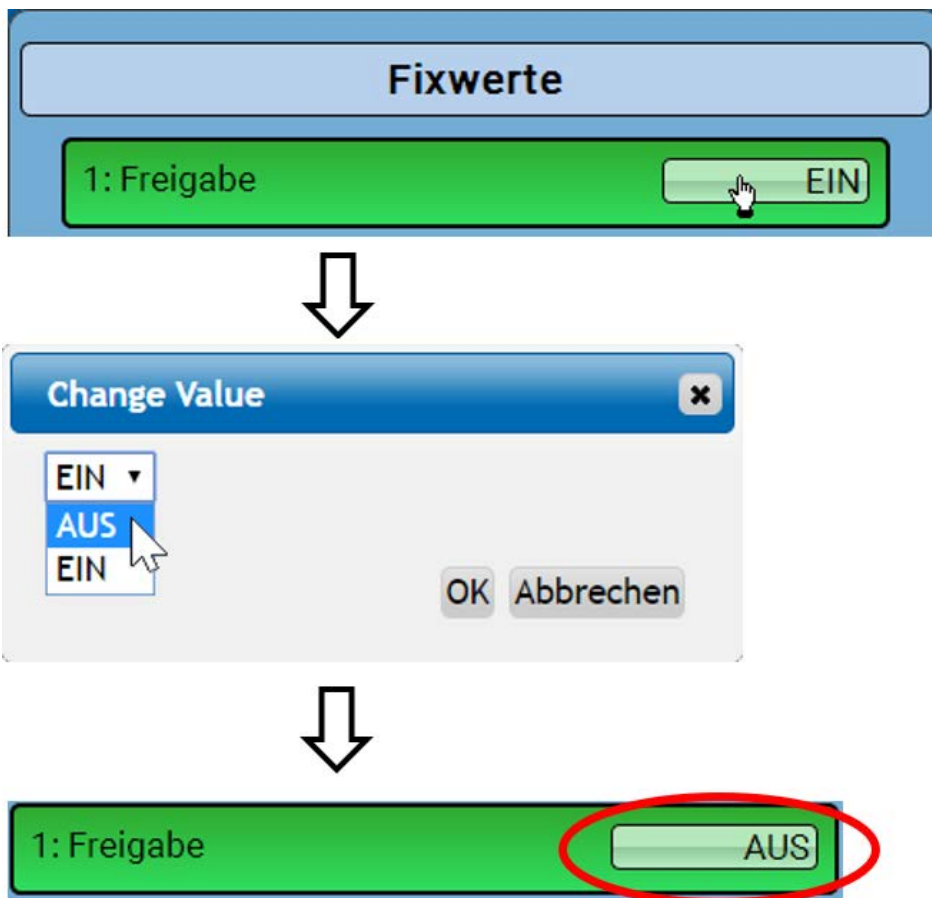 Fixwerte
1: Freigabe EIN
Change Value
EIN
AUS
EIN
OK Abbrechen
1: Freigabe AUS